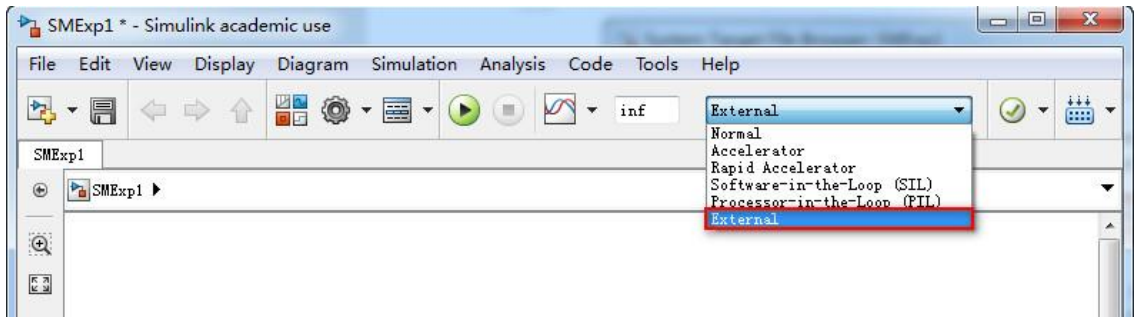 SMExp1 * - Simulink academic use
File Edit View Display Diagram Simulation Analysis Code Tools Help
inf External
Normal
Accelerator
Rapid Accelerator
Software-in-the-Loop (SIL)
Processor-in-the-Loop (PIL)
External
SMExp1
SMExp1